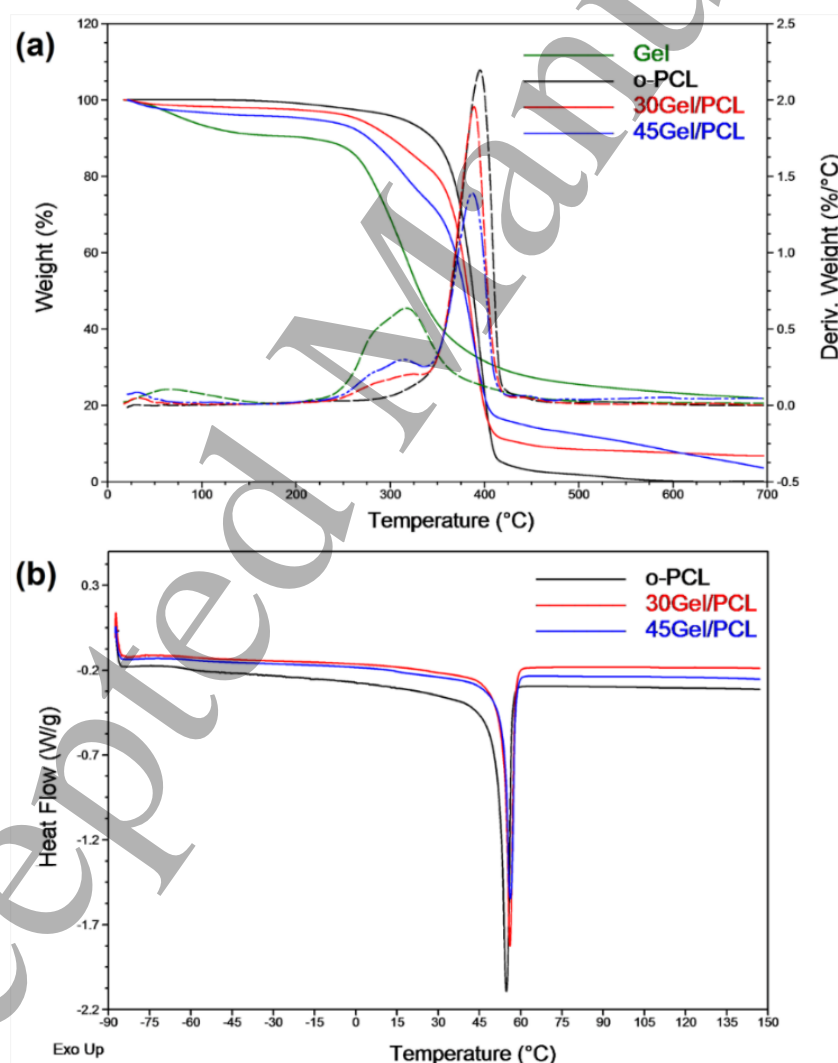 (a)
120
100
80
60
40
20
0
Weight (%)
Gel
o-PCL
30Gel/PCL
45Gel/PCL
2.5
2.0
1.5
1.0
0.5
0.0
-0.5
Deriv. Weight (%/°C)
0 100 200 300 400 500 600 700
Temperature (°C)
(b)
0.3
-0.2
-0.7
-1.2
-1.7
-2.2
Heat Flow (W/g)
o-PCL
30Gel/PCL
45Gel/PCL
-90 -75 -60 -45 -30 -15 0 15 30 45 60 75 90 105 120 135 150
Exo Up
Temperature (°C)
epted Manu